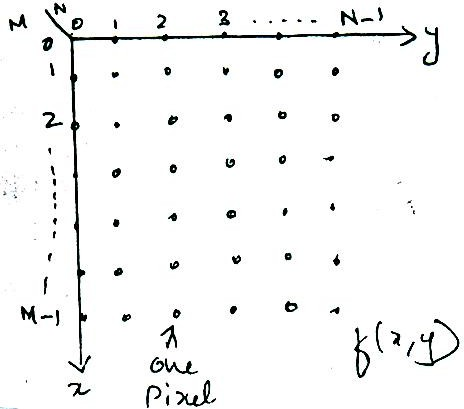 M N 0 1 2 3 ...... N-1
0 y
1
2
M-1
x
one
pixel
f(x,y)